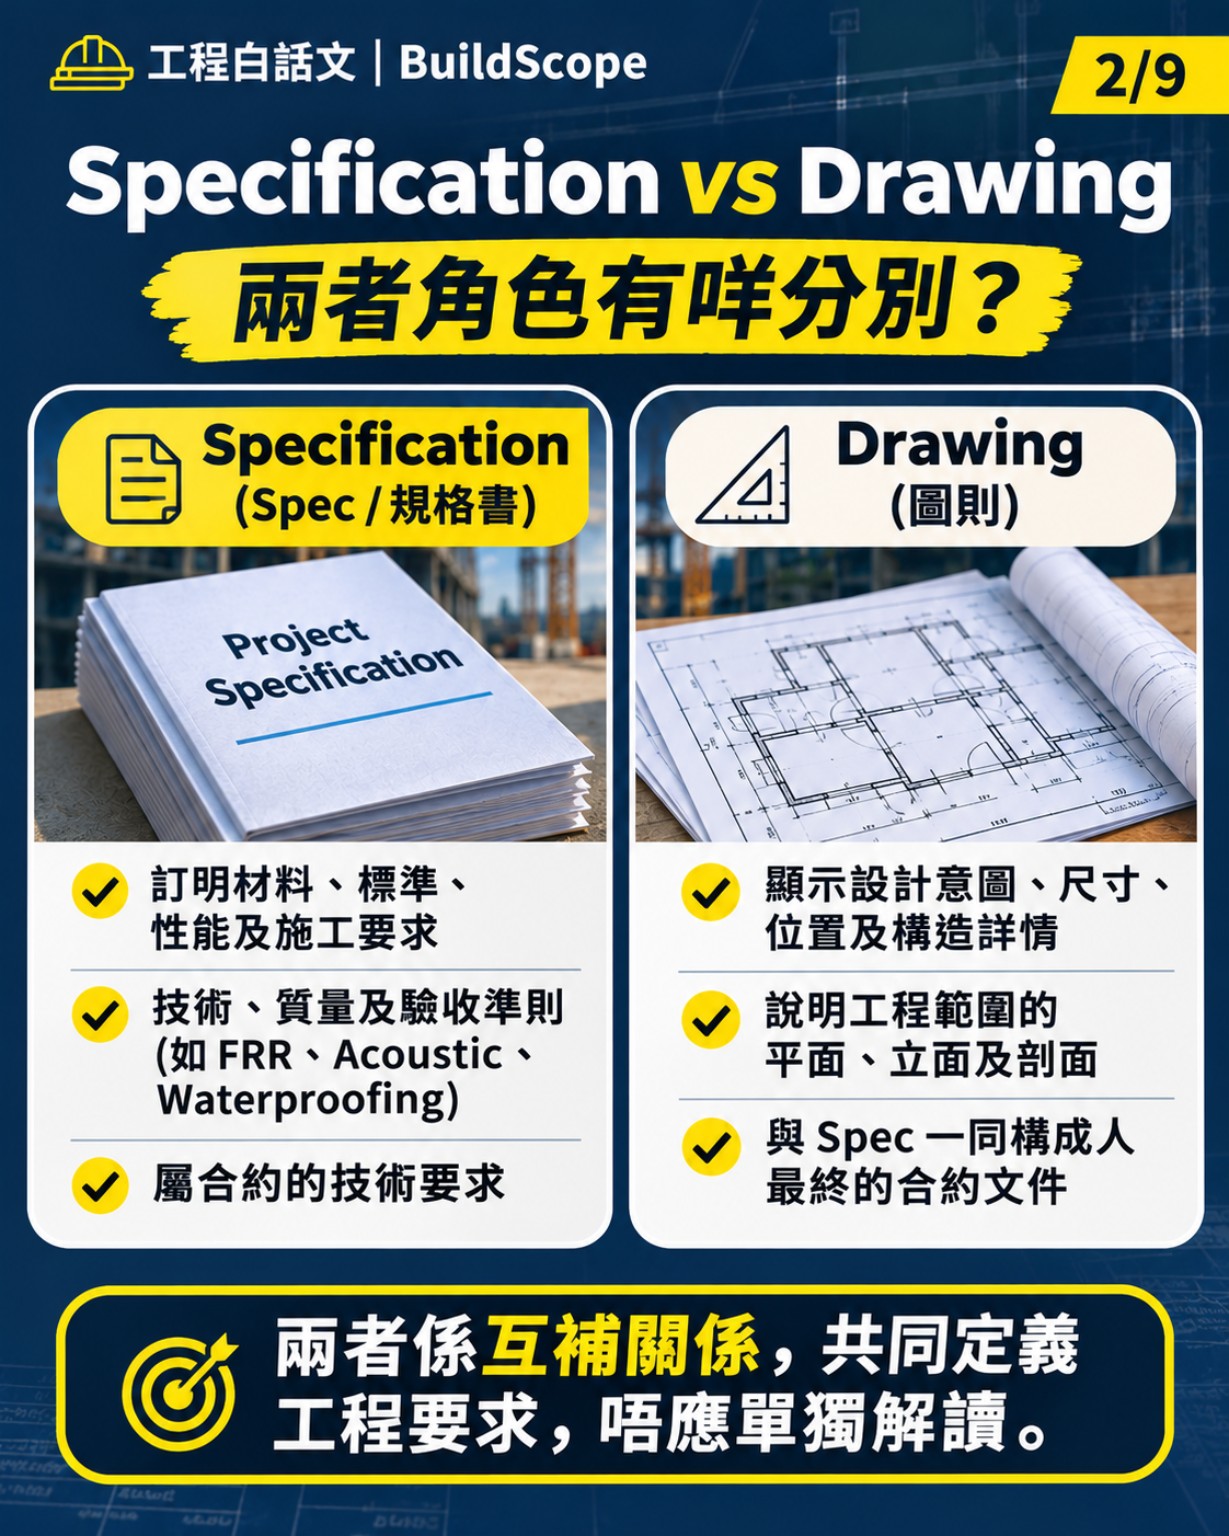 工程白話文 | BuildScope
2/9
Specification vs Drawing
兩者角色有咩分別？
Specification
(Spec / 規格書)
Project
Specification
訂明材料、標準、
性能及施工要求
技術、質量及驗收準則
(如 FRR、Acoustic、
Waterproofing)
屬合約的技術要求
Drawing
(圖則)
顯示設計意圖、尺寸、
位置及構造詳情
說明工程範圍的
平面、立面及剖面
與 Spec 一同構成人
最終的合約文件
兩者係互補關係，共同定義
工程要求，唔應單獨解讀。